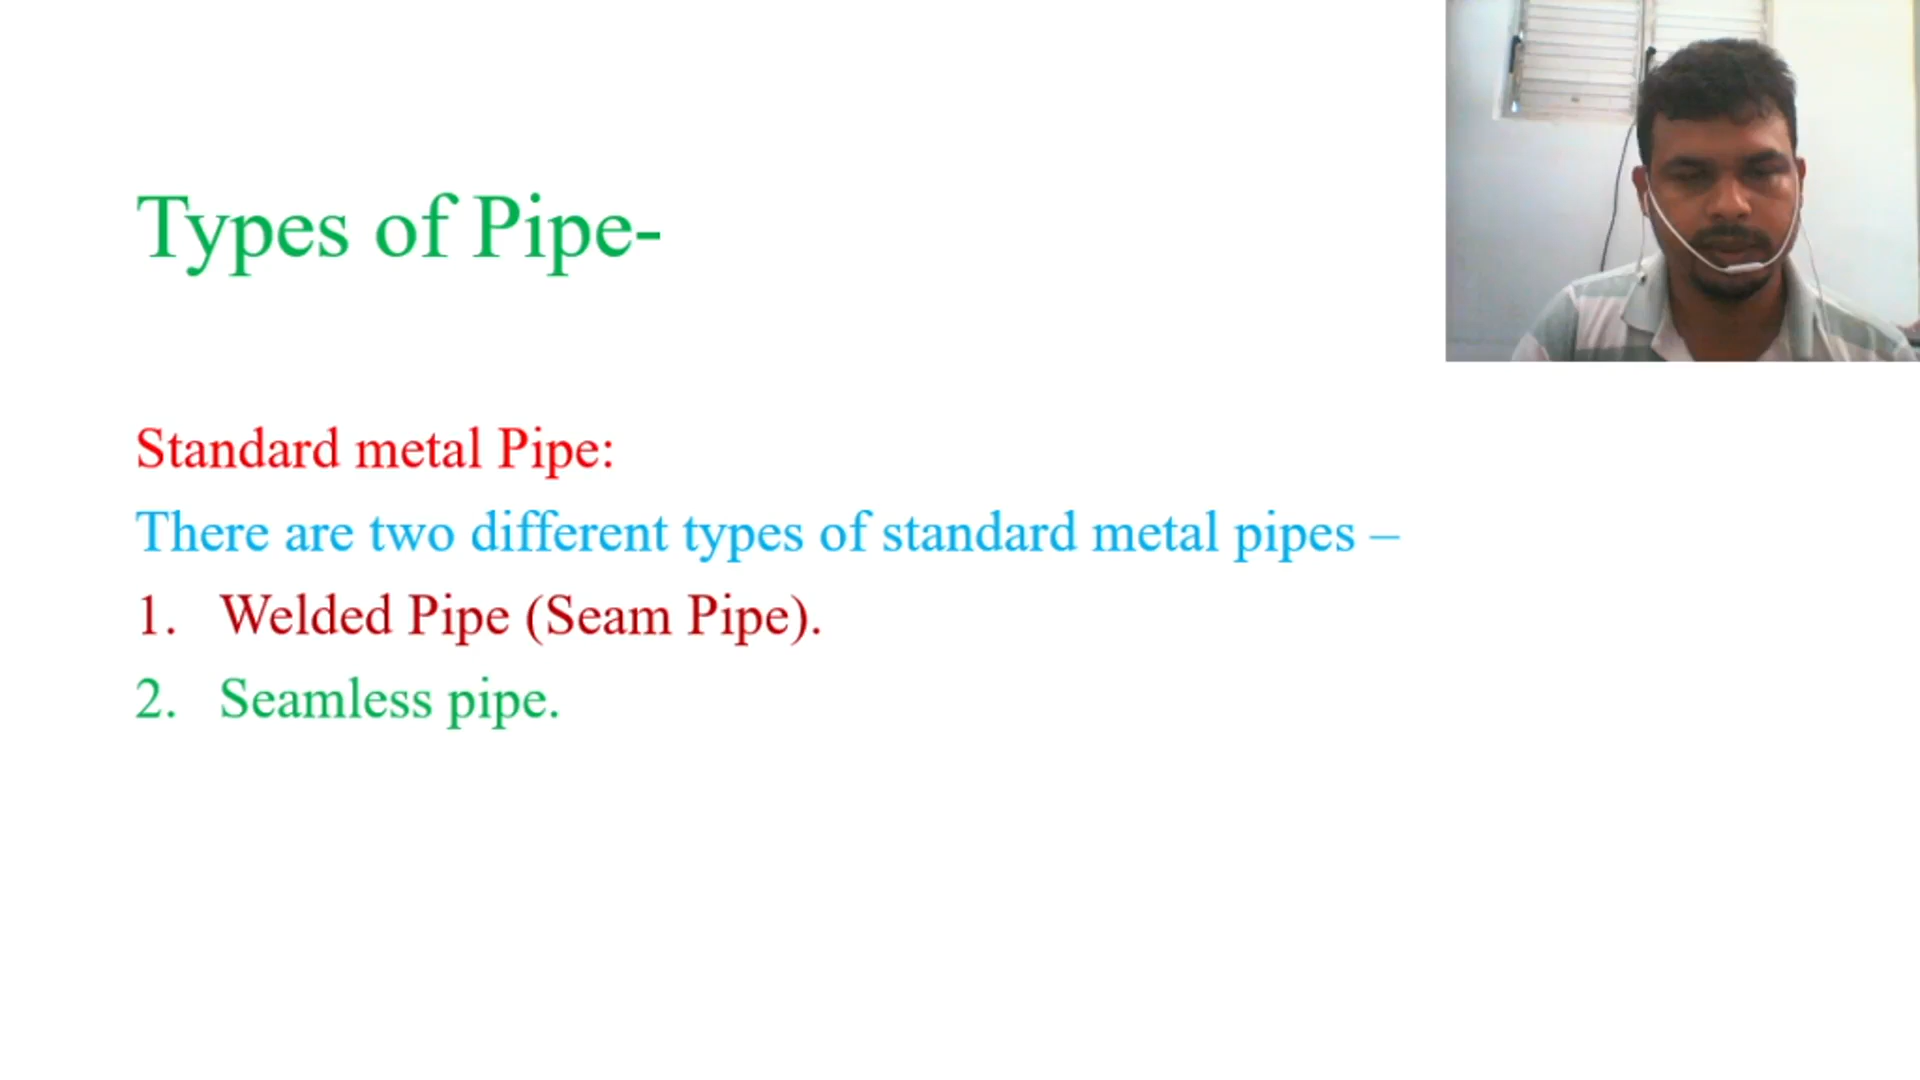 Types of Pipe-
Standard metal Pipe:
There are two different types of standard metal pipes –
1. Welded Pipe (Seam Pipe).
2. Seamless pipe.